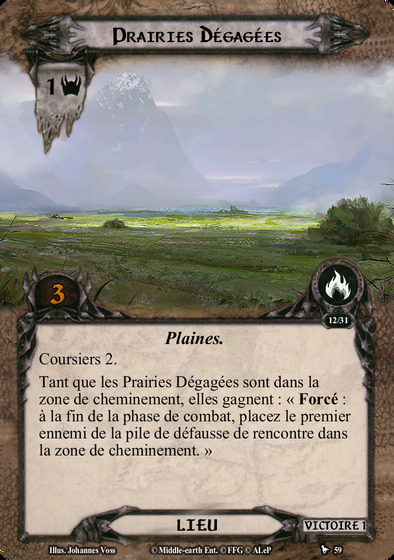 Prairies Dégagées
1
3
12/31
Plaines.
Coursiers 2.
Tant que les Prairies Dégagées sont dans la
zone de cheminement, elles gagnent : « Forcé :
à la fin de la phase de combat, placez le premier
ennemi de la pile de défausse de rencontre dans
la zone de cheminement. »
LIEU
VICTOIRE 1
Illus. Johannes Voss
© Middle-earth Ent. © FFG © ALeP
59